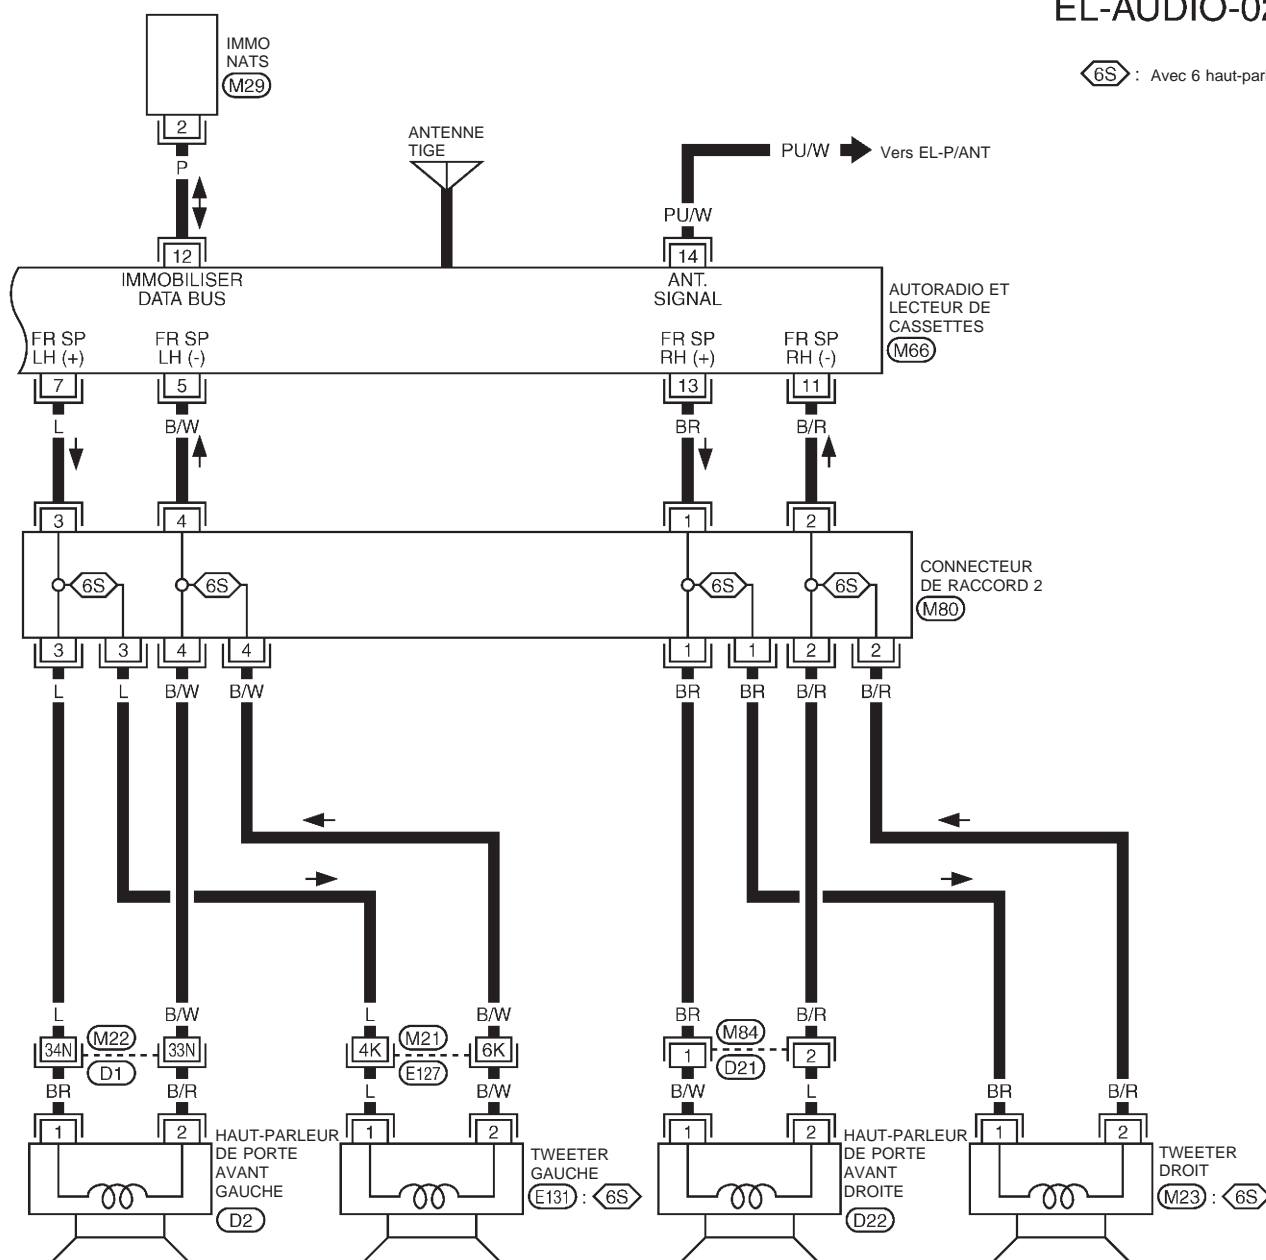 EL-AUDIO-02
6S : Avec 6 haut-par
IMMO
NATS
M29
2
P
ANTENNE
TIGE
PU/W
Vers EL-P/ANT
PU/W
12
14
IMMOBILISER
DATA BUS
ANT.
SIGNAL
AUTORADIO ET
LECTEUR DE
CASSETTES
M66
FR SP
LH (+)
FR SP
LH (-)
FR SP
RH (+)
FR SP
RH (-)
7 5 13 11
L B/W BR B/R
3 4 1 2
6S 6S 6S 6S
CONNECTEUR
DE RACCORD 2
M80
3 3 4 4 1 1 2 2
L L B/W B/W BR BR B/R B/R
L B/W L B/W BR B/R
34N M22 33N 4K M21 6K 1 M84 2
D1 E127 D21
BR B/R L B/W B/W L BR B/R
1 2 1 2 1 2 1 2
HAUT-PARLEUR
DE PORTE
AVANT
GAUCHE
D2
TWEETER
GAUCHE
E131 : 6S
HAUT-PARLEUR
DE PORTE
AVANT
DROITE
D22
TWEETER
DROIT
M23 : 6S